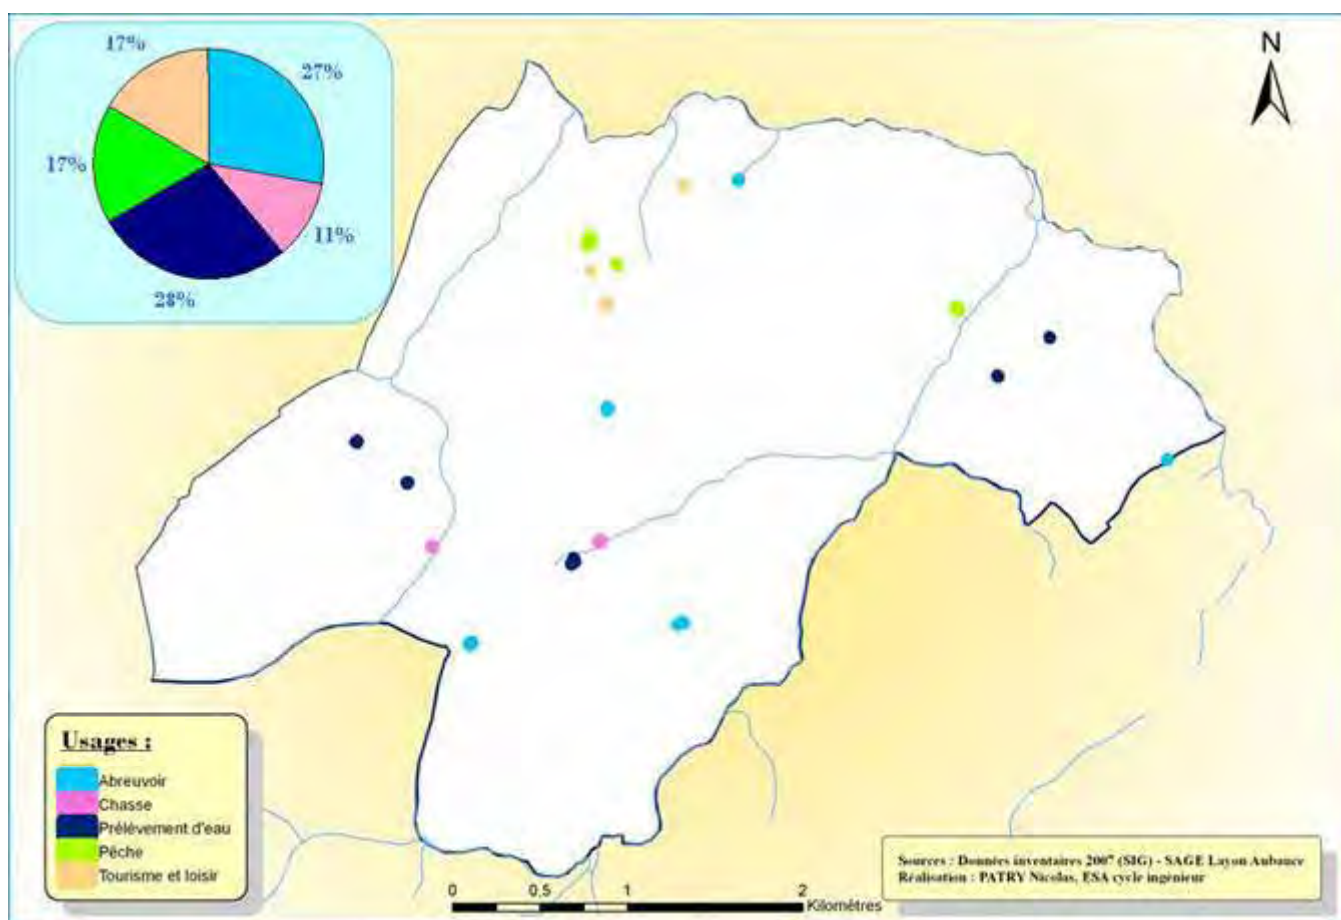 17%
27%
17%
11%
28%
N
Usages :
Abreuvoir
Chasse
Prélévement d'eau
Pêche
Tourisme et loisir
0 0.5 1 2
Kilomètres
Sources : Données inventaires 2007 (SIG) - SAGE Layon Aubance
Réalisation : PATRY Nicolas, ESA cycle ingénieur